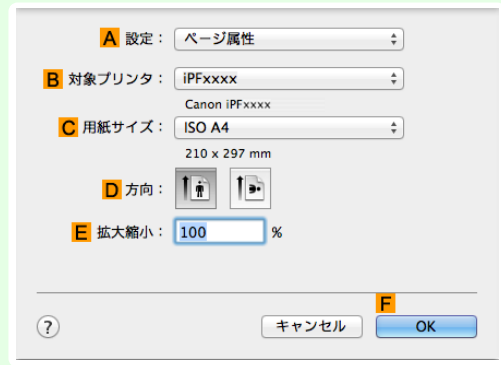 A 設定： ページ属性
B 対象プリンタ： iPFxxxx
Canon iPFxxxx
C 用紙サイズ： ISO A4
210 x 297 mm
D 方向：
E 拡大縮小： 100 %
F
? キャンセル OK